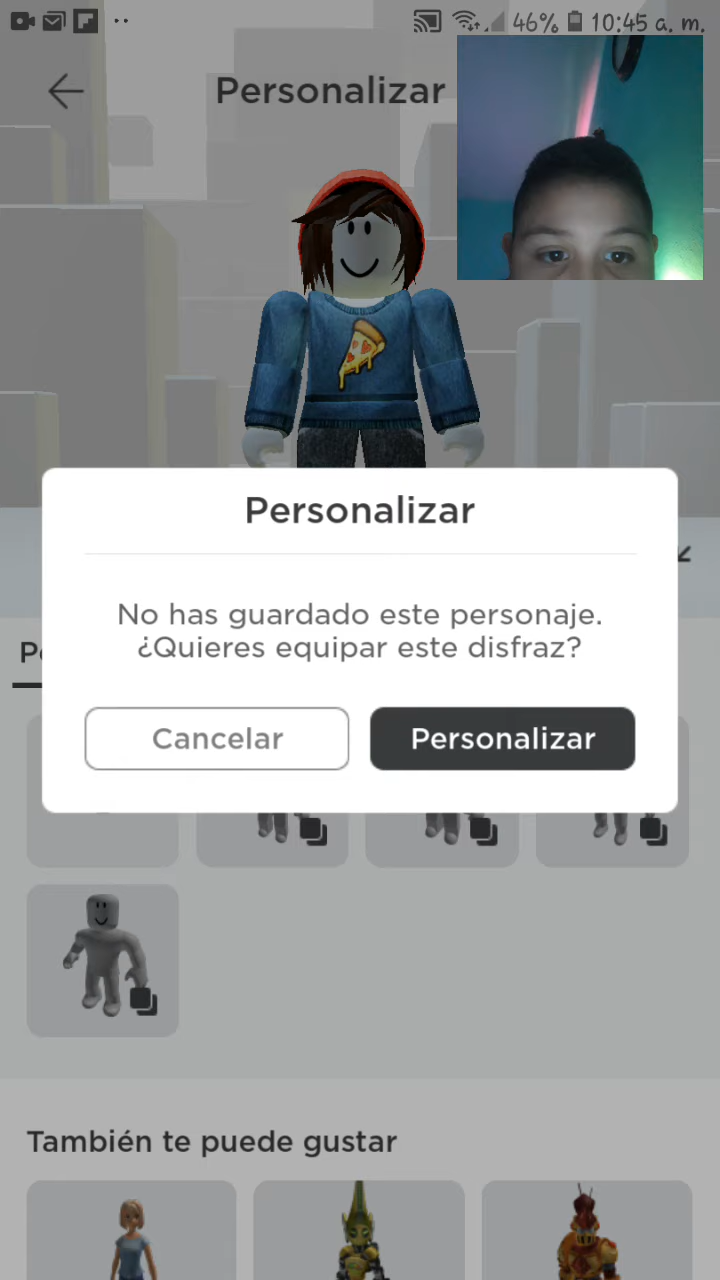 46% 10:45 a. m.
Personalizar
Personalizar
No has guardado este personaje.
¿Quieres equipar este disfraz?
Cancelar
Personalizar
También te puede gustar